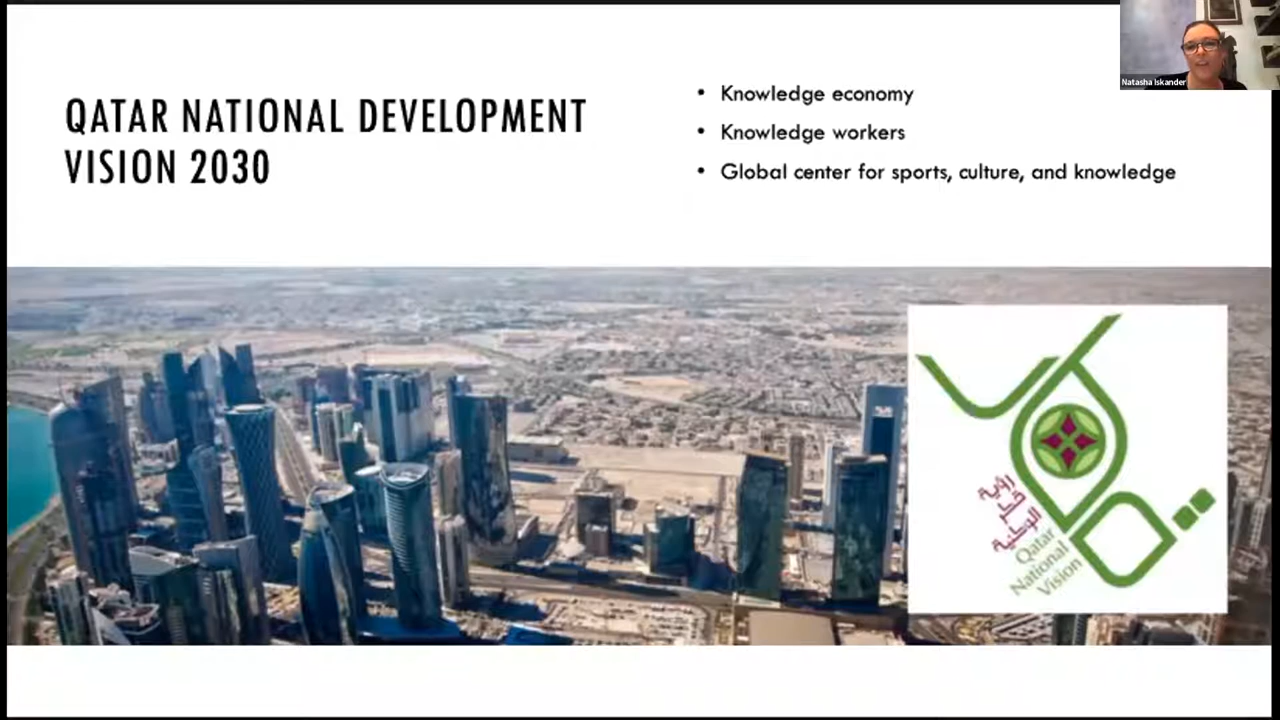 QATAR NATIONAL DEVELOPMENT
VISION 2030
• Knowledge economy
• Knowledge workers
• Global center for sports, culture, and knowledge
Natasha Iskander
رؤية
قطر
الوطنية
Qatar
National
Vision